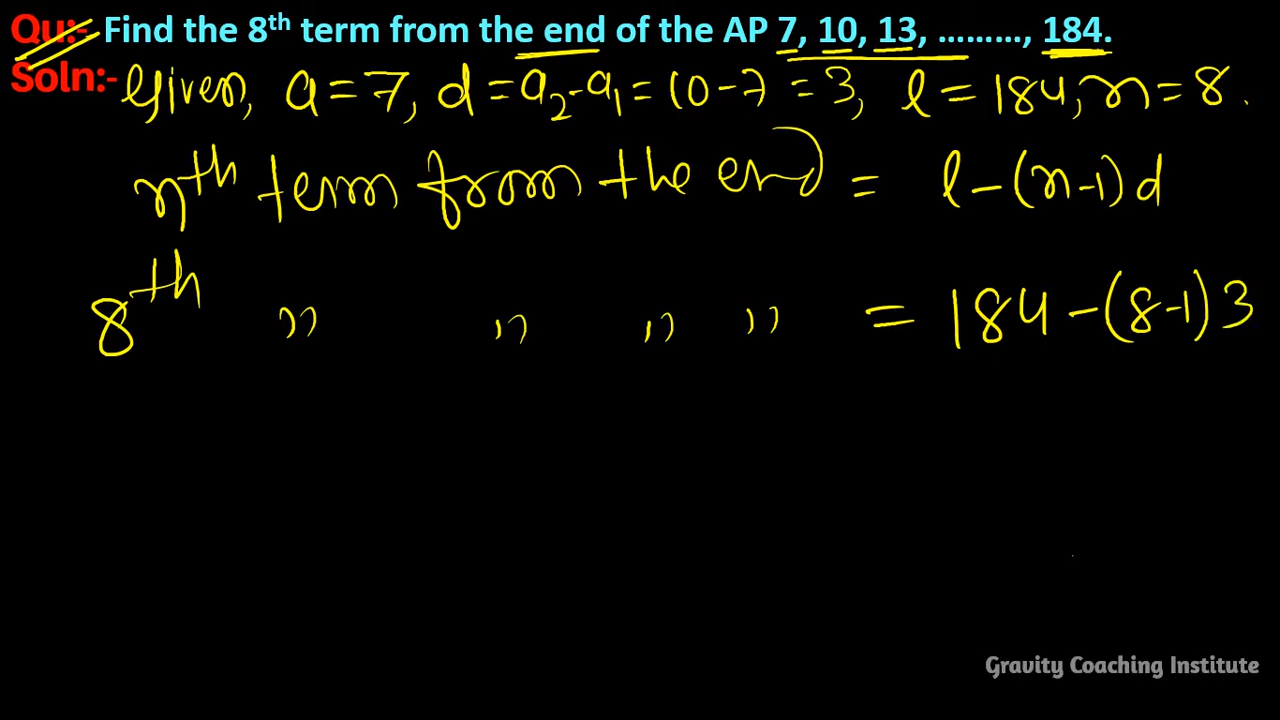 Qu:- Find the 8th term from the end of the AP 7, 10, 13, ........., 184.
Soln:- Given, a = 7, d = a2 - a1 = 10 - 7 = 3, l = 184, n = 8.
nth term from the end = l - (n-1)d
8th " " " " = 184 - (8-1)3
Gravity Coaching Institute